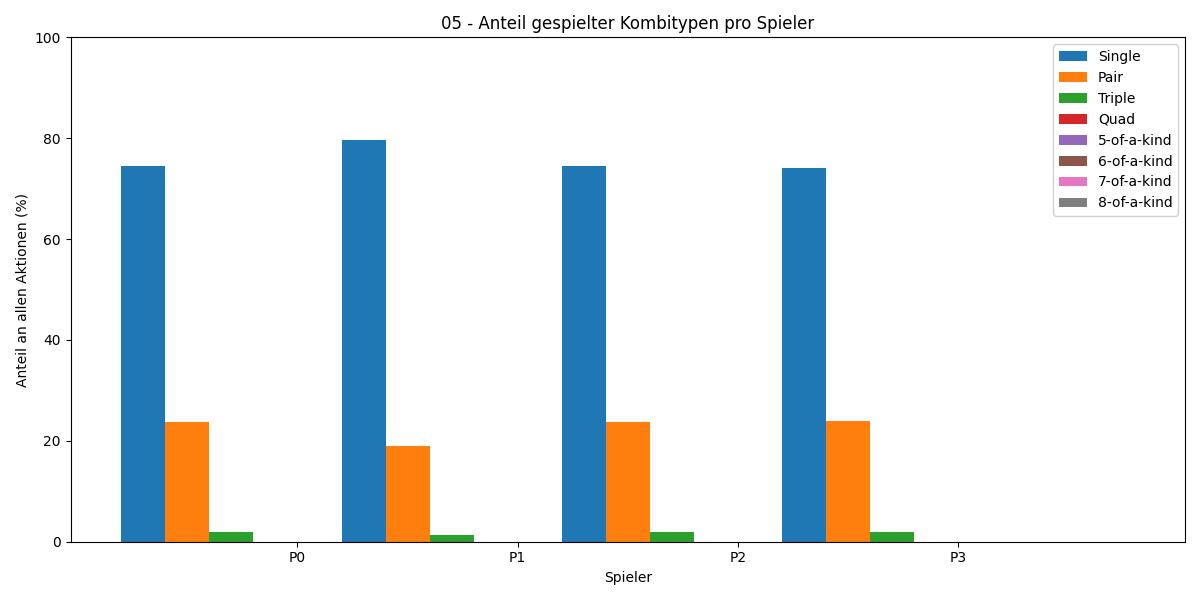 05 - Anteil gespielter Kombitypen pro Spieler
Anteil an allen Aktionen (%)
100
80
60
40
20
0
Single
Pair
Triple
Quad
5-of-a-kind
6-of-a-kind
7-of-a-kind
8-of-a-kind
P0 P1 P2 P3
Spieler